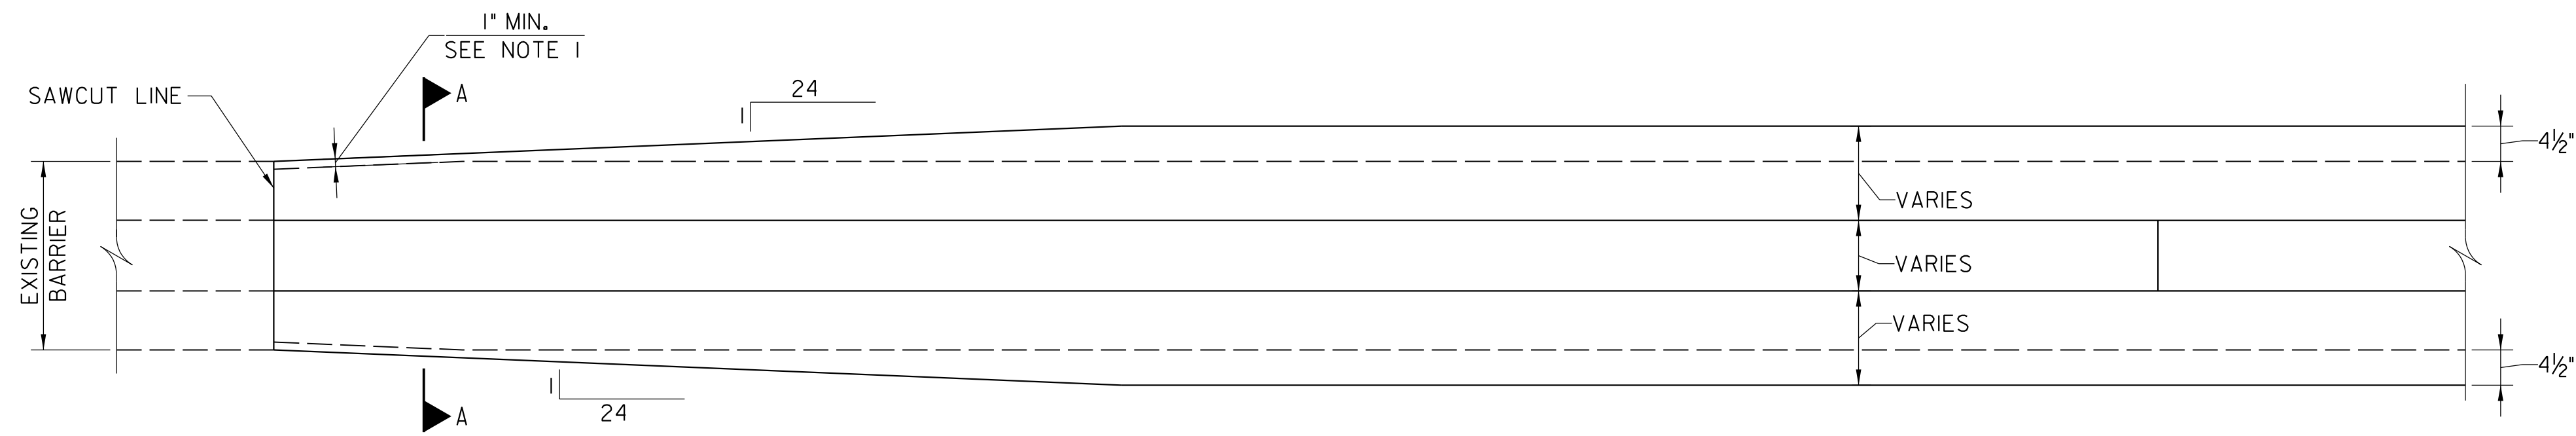 1" MIN.
SEE NOTE 1
SAWCUT LINE
A
24
1
4½"
EXISTING
BARRIER
VARIES
VARIES
VARIES
4½"
1
24
A